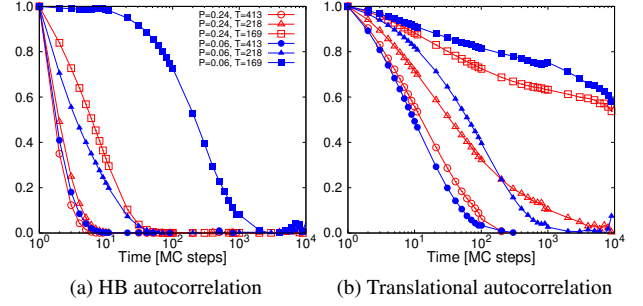 1.0
0.8
0.6
0.4
0.2
0.0
P=0.24, T=413
P=0.24, T=218
P=0.24, T=169
P=0.06, T=413
P=0.06, T=218
P=0.06, T=169
10^0 10^1 10^2 10^3 10^4
Time [MC steps]
(a) HB autocorrelation
1.0
0.8
0.6
0.4
0.2
0.0
10^0 10^1 10^2 10^3 10^4
Time [MC steps]
(b) Translational autocorrelation